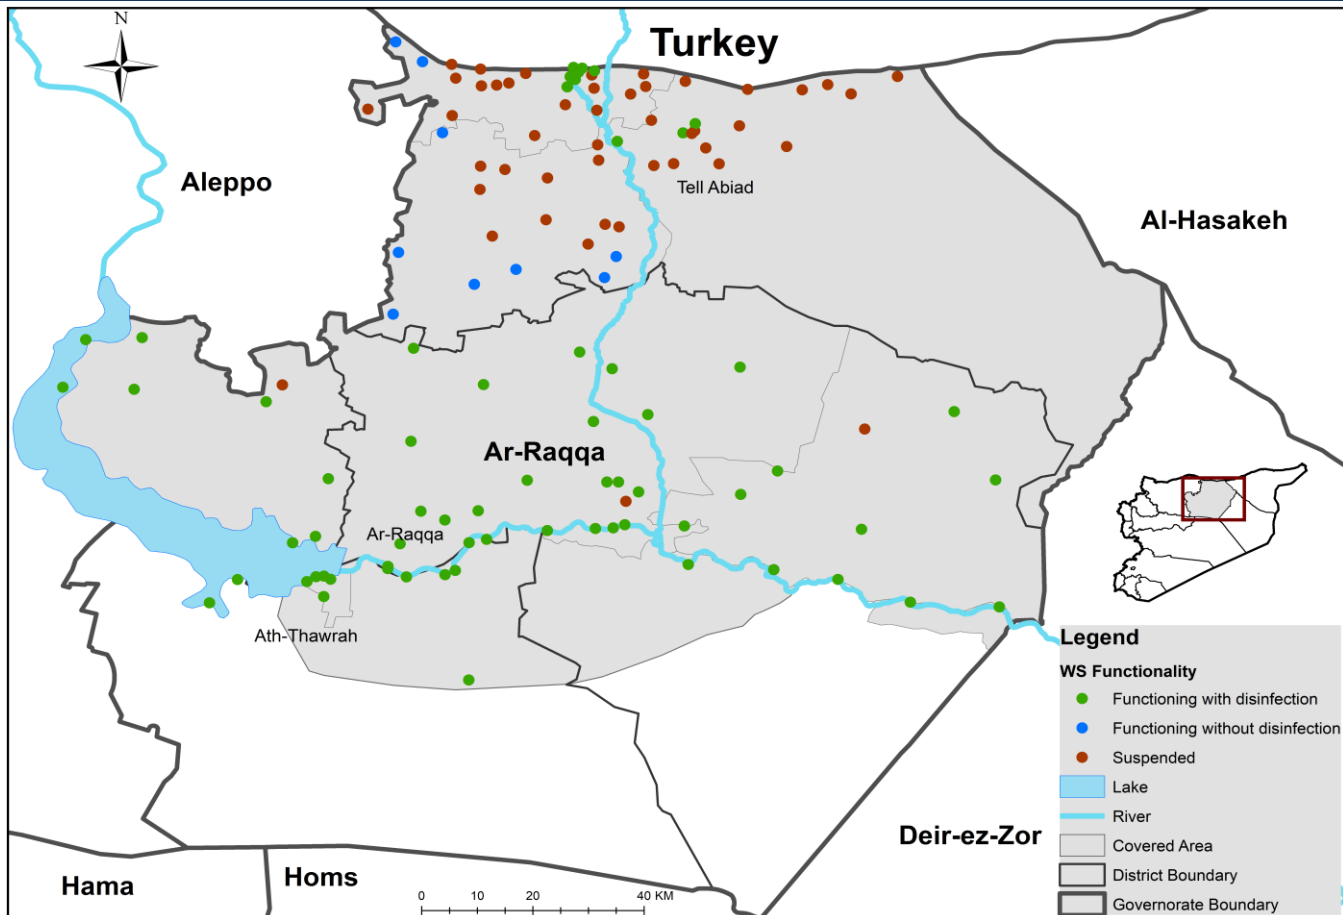 N
Turkey
Aleppo
Tell Abiad
Al-Hasakeh
Ar-Raqqa
Ar-Raqqa
Ath-Thawrah
Deir-ez-Zor
Hama
Homs
0 10 20 40 KM
Legend
WS Functionality
Functioning with disinfection
Functioning without disinfection
Suspended
Lake
River
Covered Area
District Boundary
Governorate Boundary